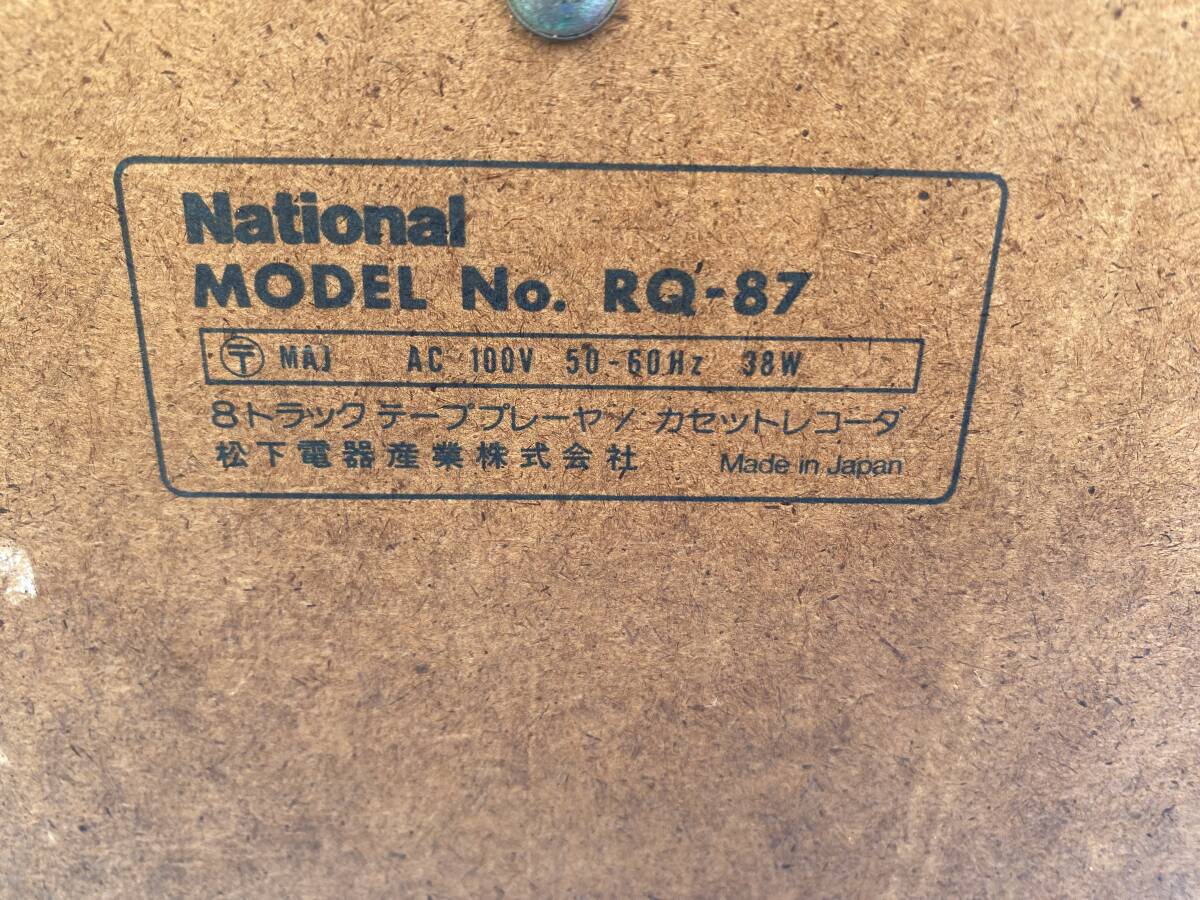 National
MODEL No. RQ-87
〒 MAJ AC 100V 50-60Hz 38W
8トラック テーププレーヤ/カセットレコーダ
松下電器産業株式会社 Made in Japan